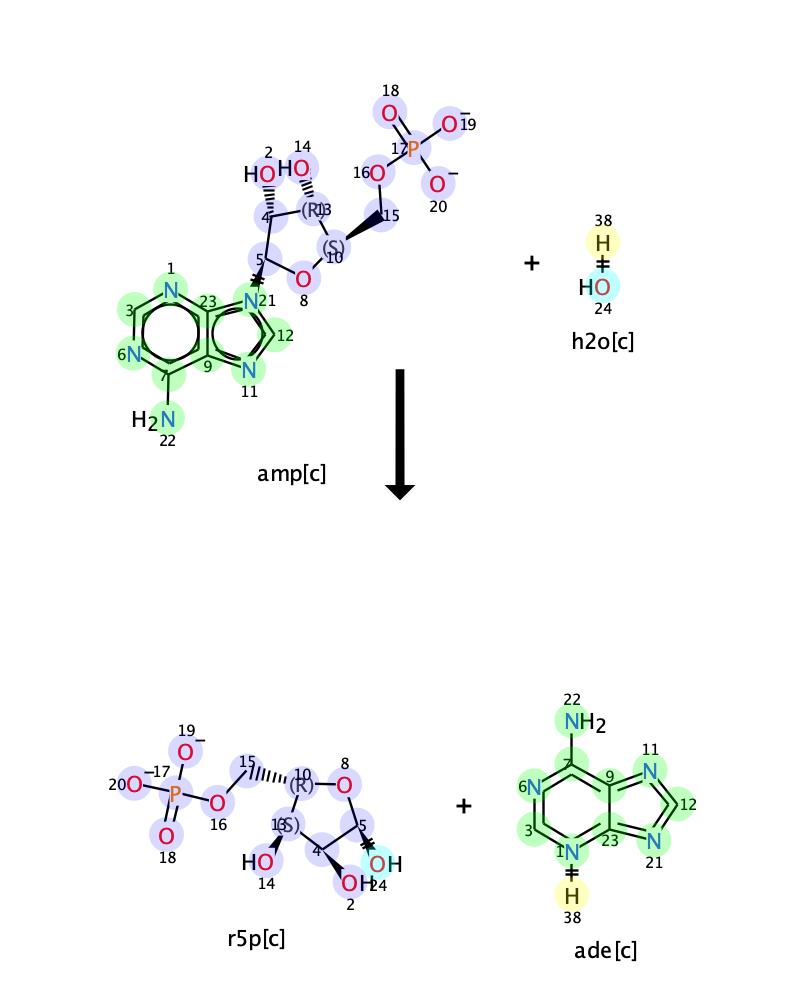 18
O
O−
19
17
P
14
2
HO
HO
16
O
O−
20
(R)
13
4
15
(S)
10
5
O
8
38
H
+
HO
24
h2o[c]
1
N
23
N
21
3
6
N
12
7
9
N
11
H2N
22
amp[c]
22
NH2
19
O−
17
15
8
7
11
20
O−
P
10
(R)
O
6
N
9
N
16
O
+
12
18
O
13
(S)
5
3
1
N
23
N
21
4
HO
14
OH
24
OH
2
H
38
r5p[c]
ade[c]